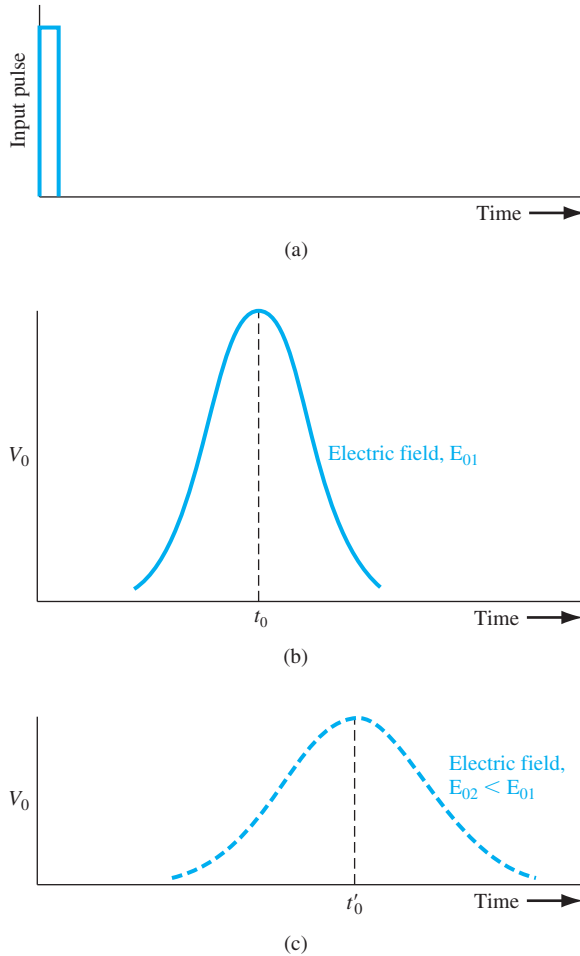 Input pulse
Time
(a)
V₀
Electric field, E₀₁
t₀
Time
(b)
V₀
Electric field,
E₀₂ < E₀₁
t′₀
Time
(c)